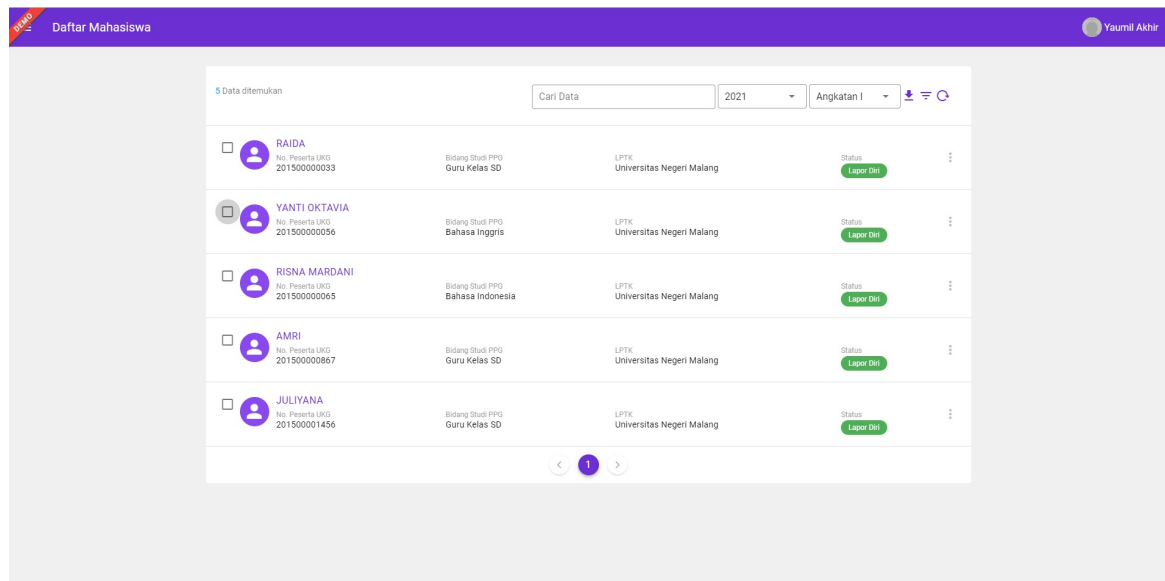 DEMO
Daftar Mahasiswa
Yaumil Akhir
5 Data ditemukan
Cari Data
2021
Angkatan I
RAIDA
No. Peserta UKG
201500000033
Bidang Studi PPG
Guru Kelas SD
LPTK
Universitas Negeri Malang
Status
Lapor Diri
YANTI OKTAVIA
No. Peserta UKG
201500000056
Bidang Studi PPG
Bahasa Inggris
LPTK
Universitas Negeri Malang
Status
Lapor Diri
RISNA MARDANI
No. Peserta UKG
201500000065
Bidang Studi PPG
Bahasa Indonesia
LPTK
Universitas Negeri Malang
Status
Lapor Diri
AMRI
No. Peserta UKG
201500000867
Bidang Studi PPG
Guru Kelas SD
LPTK
Universitas Negeri Malang
Status
Lapor Diri
JULIYANA
No. Peserta UKG
201500001456
Bidang Studi PPG
Guru Kelas SD
LPTK
Universitas Negeri Malang
Status
Lapor Diri
1